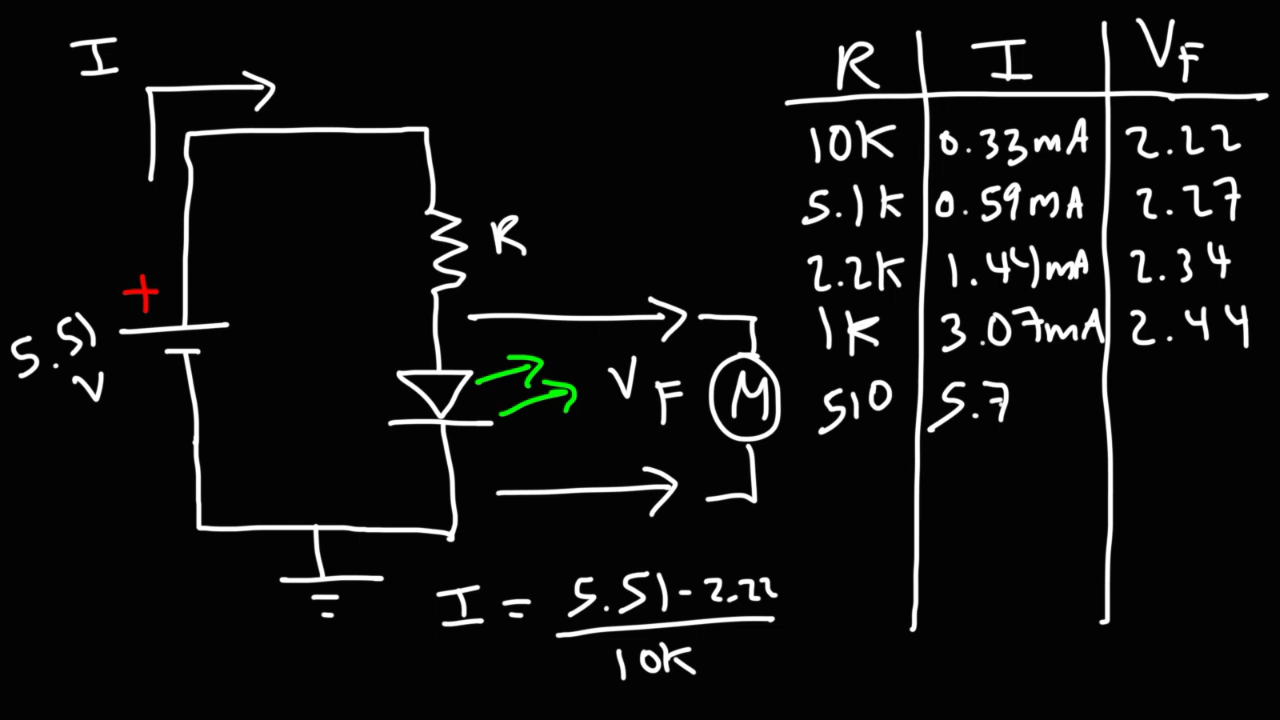 I
+
5.51
V
R
V F
M
I = 5.51 - 2.22
10K
R I VF
10K 0.33mA 2.22
5.1K 0.59mA 2.27
2.2K 1.44mA 2.34
1K 3.07mA 2.44
510 5.7